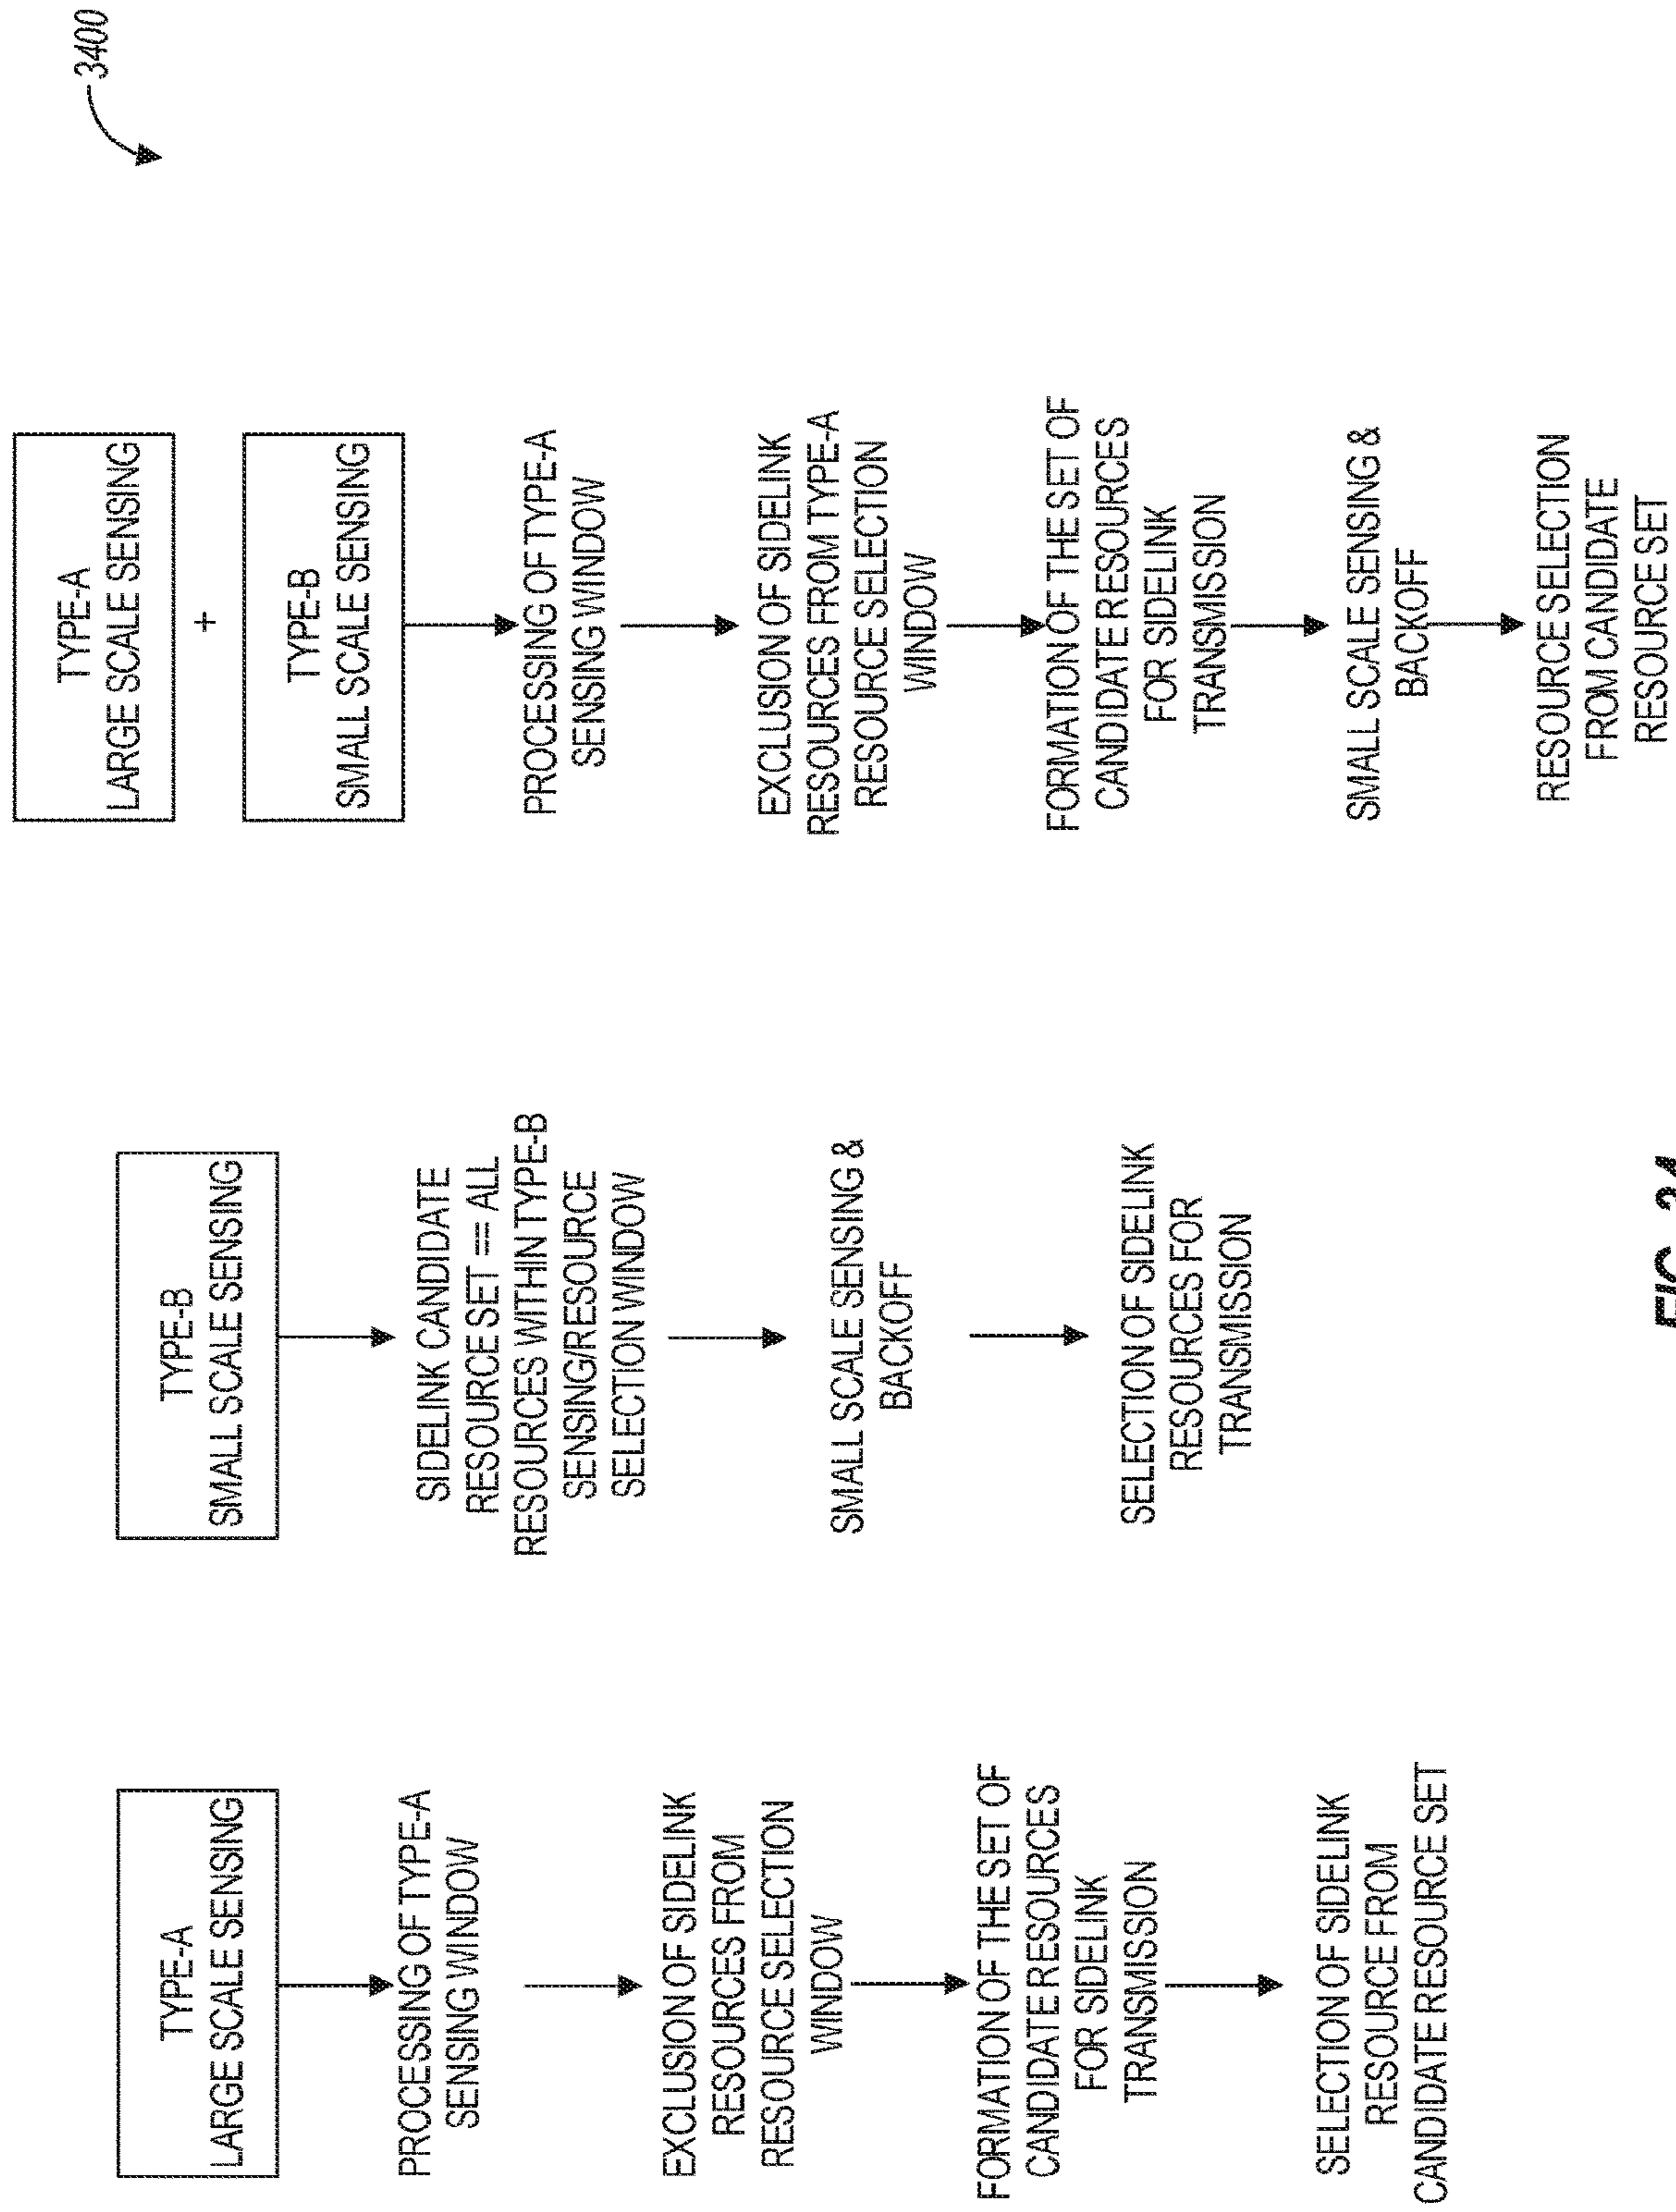 3400
TYPE-A
LARGE SCALE SENSING
PROCESSING OF TYPE-A
SENSING WINDOW
EXCLUSION OF SIDELINK
RESOURCES FROM
RESOURCE SELECTION
WINDOW
FORMATION OF THE SET OF
CANDIDATE RESOURCES
FOR SIDELINK
TRANSMISSION
SELECTION OF SIDELINK
RESOURCE FROM
CANDIDATE RESOURCE SET
TYPE-B
SMALL SCALE SENSING
SIDELINK CANDIDATE
RESOURCE SET == ALL
RESOURCES WITHIN TYPE-B
SENSING/RESOURCE
SELECTION WINDOW
SMALL SCALE SENSING &
BACKOFF
SELECTION OF SIDELINK
RESOURCES FOR
TRANSMISSION
TYPE-A
LARGE SCALE SENSING
+
TYPE-B
SMALL SCALE SENSING
PROCESSING OF TYPE-A
SENSING WINDOW
EXCLUSION OF SIDELINK
RESOURCES FROM TYPE-A
RESOURCE SELECTION
WINDOW
FORMATION OF THE SET OF
CANDIDATE RESOURCES
FOR SIDELINK
TRANSMISSION
SMALL SCALE SENSING &
BACKOFF
RESOURCE SELECTION
FROM CANDIDATE
RESOURCE SET
FIG. 34